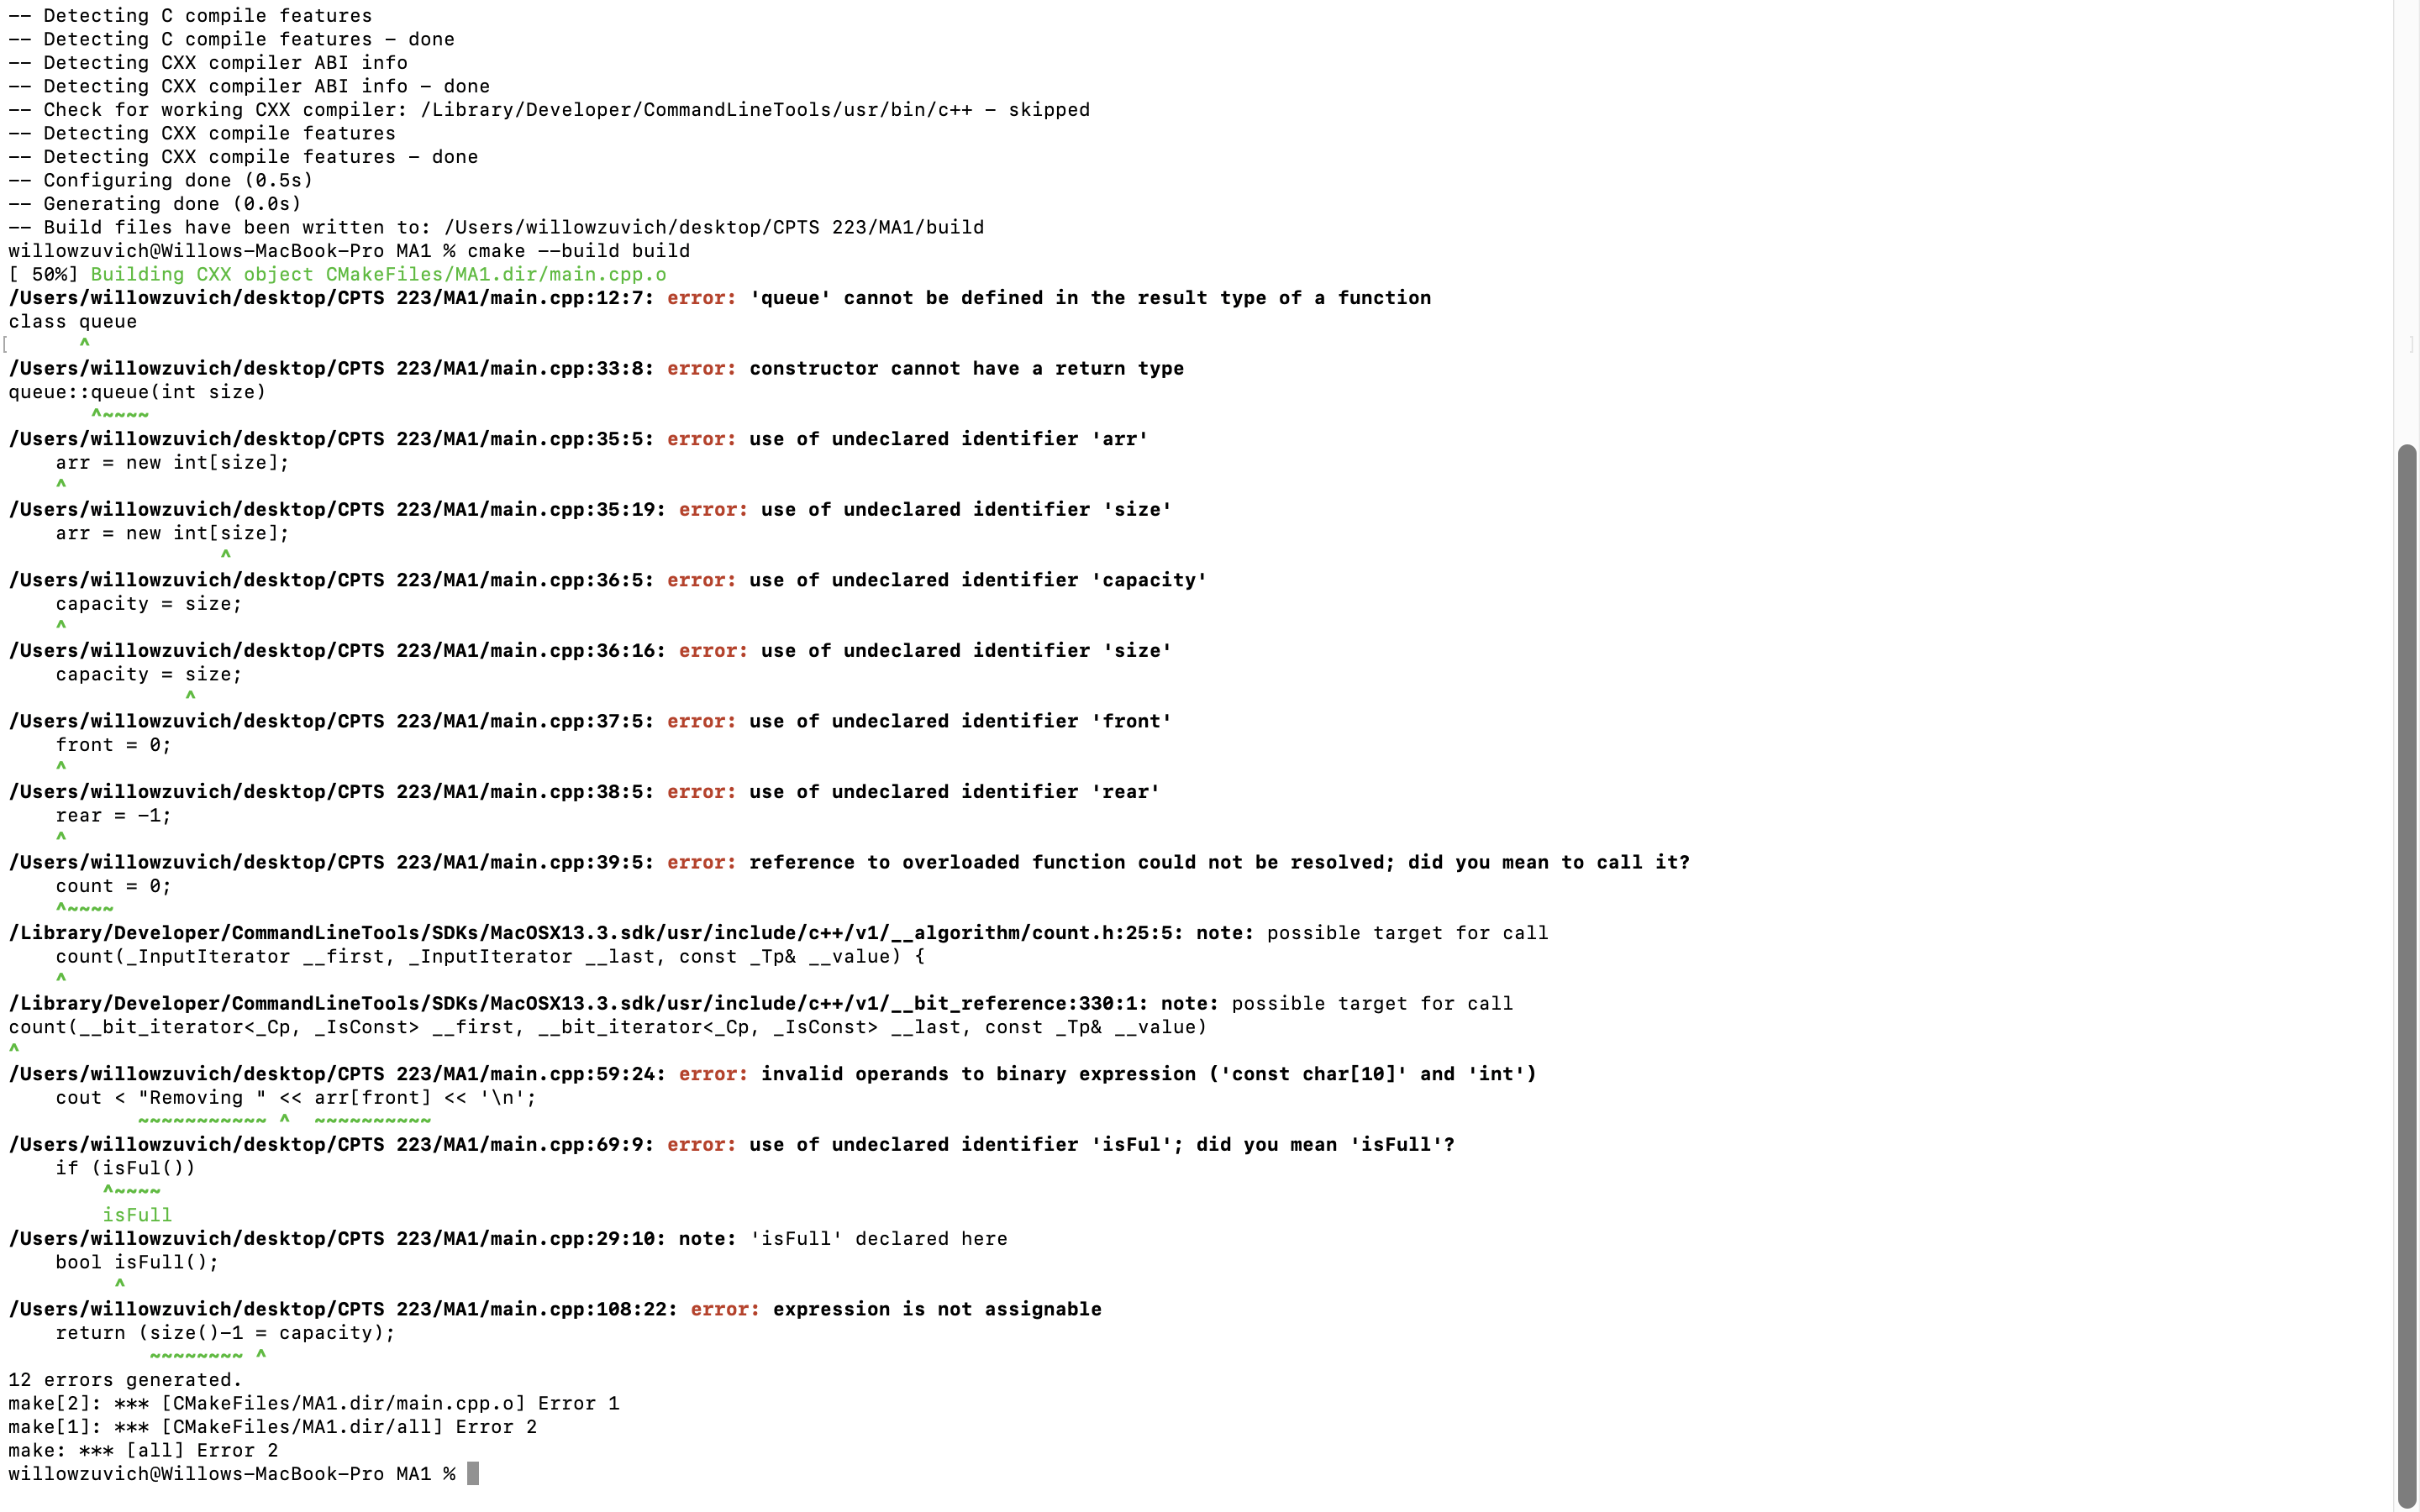 -- Detecting C compile features
-- Detecting C compile features - done
-- Detecting CXX compiler ABI info
-- Detecting CXX compiler ABI info - done
-- Check for working CXX compiler: /Library/Developer/CommandLineTools/usr/bin/c++ - skipped
-- Detecting CXX compile features
-- Detecting CXX compile features - done
-- Configuring done (0.5s)
-- Generating done (0.0s)
-- Build files have been written to: /Users/willowzuvich/desktop/CPTS 223/MA1/build
willowzuvich@Willows-MacBook-Pro MA1 % cmake --build build
[ 50%] Building CXX object CMakeFiles/MA1.dir/main.cpp.o
/Users/willowzuvich/desktop/CPTS 223/MA1/main.cpp:12:7: error: 'queue' cannot be defined in the result type of a function
class queue
[ ^ ]
/Users/willowzuvich/desktop/CPTS 223/MA1/main.cpp:33:8: error: constructor cannot have a return type
queue::queue(int size)
       ^~~~~
/Users/willowzuvich/desktop/CPTS 223/MA1/main.cpp:35:5: error: use of undeclared identifier 'arr'
    arr = new int[size];
    ^
/Users/willowzuvich/desktop/CPTS 223/MA1/main.cpp:35:19: error: use of undeclared identifier 'size'
    arr = new int[size];
                  ^
/Users/willowzuvich/desktop/CPTS 223/MA1/main.cpp:36:5: error: use of undeclared identifier 'capacity'
    capacity = size;
    ^
/Users/willowzuvich/desktop/CPTS 223/MA1/main.cpp:36:16: error: use of undeclared identifier 'size'
    capacity = size;
               ^
/Users/willowzuvich/desktop/CPTS 223/MA1/main.cpp:37:5: error: use of undeclared identifier 'front'
    front = 0;
    ^
/Users/willowzuvich/desktop/CPTS 223/MA1/main.cpp:38:5: error: use of undeclared identifier 'rear'
    rear = -1;
    ^
/Users/willowzuvich/desktop/CPTS 223/MA1/main.cpp:39:5: error: reference to overloaded function could not be resolved; did you mean to call it?
    count = 0;
    ^~~~~
/Library/Developer/CommandLineTools/SDKs/MacOSX13.3.sdk/usr/include/c++/v1/__algorithm/count.h:25:5: note: possible target for call
    count(_InputIterator __first, _InputIterator __last, const _Tp& __value) {
    ^
/Library/Developer/CommandLineTools/SDKs/MacOSX13.3.sdk/usr/include/c++/v1/__bit_reference:330:1: note: possible target for call
count(__bit_iterator<_Cp, _IsConst> __first, __bit_iterator<_Cp, _IsConst> __last, const _Tp& __value)
^
/Users/willowzuvich/desktop/CPTS 223/MA1/main.cpp:59:24: error: invalid operands to binary expression ('const char[10]' and 'int')
    cout < "Removing " << arr[front] << '\n';
           ~~~~~~~~~~~ ^  ~~~~~~~~~~
/Users/willowzuvich/desktop/CPTS 223/MA1/main.cpp:69:9: error: use of undeclared identifier 'isFul'; did you mean 'isFull'?
    if (isFul())
        ^~~~~
        isFull
/Users/willowzuvich/desktop/CPTS 223/MA1/main.cpp:29:10: note: 'isFull' declared here
    bool isFull();
         ^
/Users/willowzuvich/desktop/CPTS 223/MA1/main.cpp:108:22: error: expression is not assignable
    return (size()-1 = capacity);
            ~~~~~~~~ ^
12 errors generated.
make[2]: *** [CMakeFiles/MA1.dir/main.cpp.o] Error 1
make[1]: *** [CMakeFiles/MA1.dir/all] Error 2
make: *** [all] Error 2
willowzuvich@Willows-MacBook-Pro MA1 %